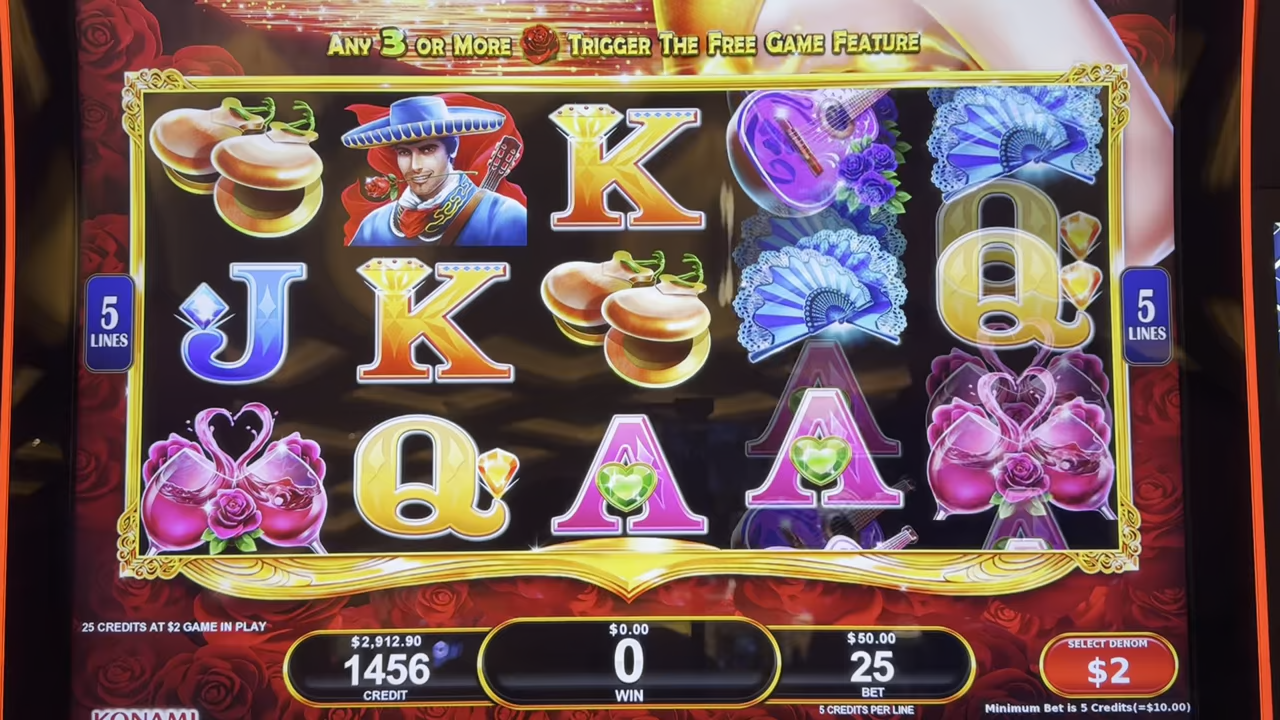 ANY 3 OR MORE TRIGGER THE FREE GAME FEATURE
K
5
LINES
J
K
Q
5
LINES
Q
A
A
25 CREDITS AT $2 GAME IN PLAY
$2,912.90
1456
CREDIT
$0.00
0
WIN
$50.00
25
BET
5 CREDITS PER LINE
SELECT DENOM
$2
Minimum Bet is 5 Credits(=$10.00)
KONAMI